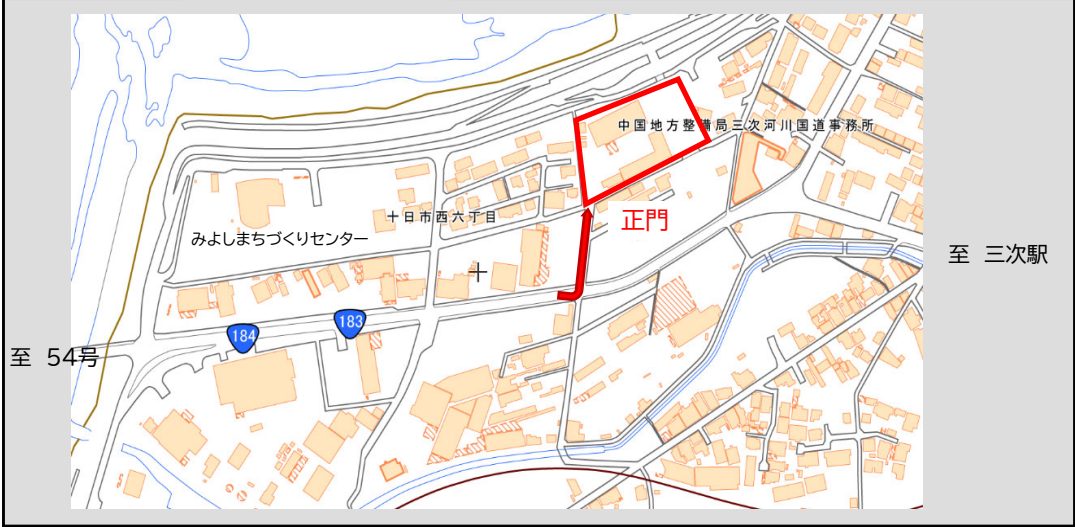 中国地方整備局三次河川国道事務所
正門
十日市西六丁目
みよしまちづくりセンター
至 三次駅
183
184
至 54号